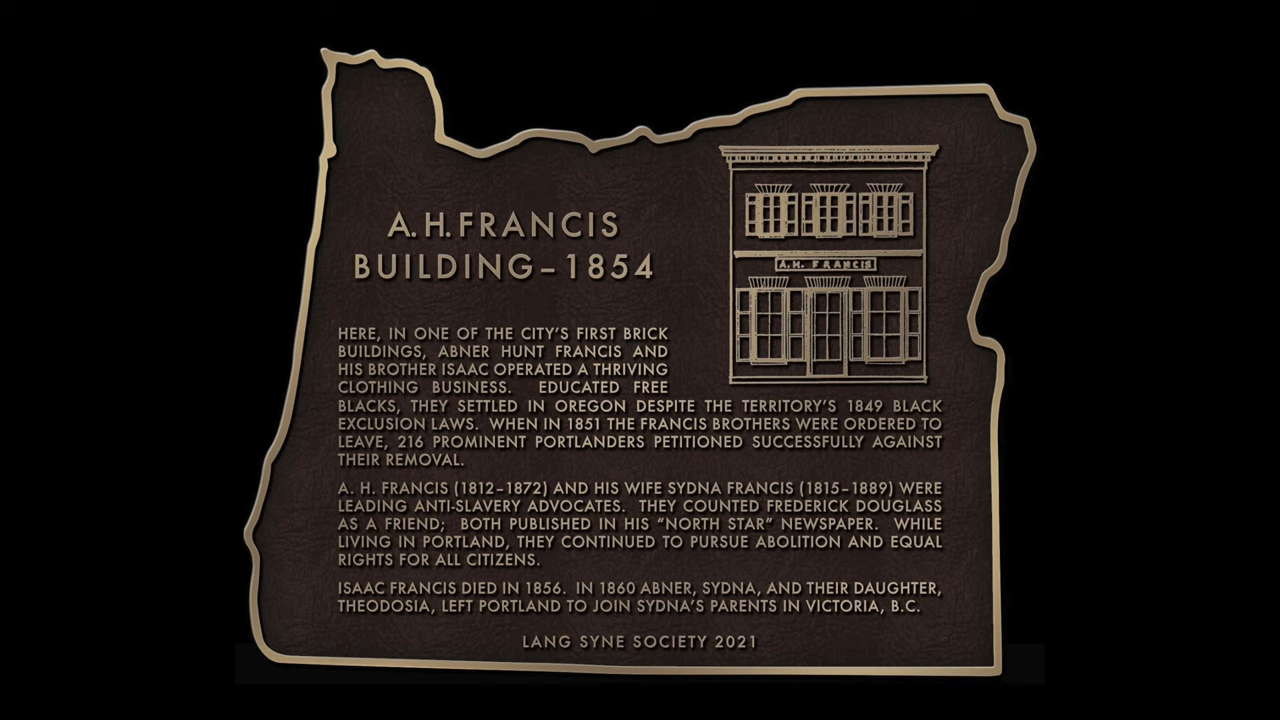 A. H. FRANCIS
BUILDING–1854
A.H. FRANCIS
HERE, IN ONE OF THE CITY'S FIRST BRICK
BUILDINGS, ABNER HUNT FRANCIS AND
HIS BROTHER ISAAC OPERATED A THRIVING
CLOTHING BUSINESS. EDUCATED FREE
BLACKS, THEY SETTLED IN OREGON DESPITE THE TERRITORY'S 1849 BLACK
EXCLUSION LAWS. WHEN IN 1851 THE FRANCIS BROTHERS WERE ORDERED TO
LEAVE, 216 PROMINENT PORTLANDERS PETITIONED SUCCESSFULLY AGAINST
THEIR REMOVAL.
A. H. FRANCIS (1812–1872) AND HIS WIFE SYDNA FRANCIS (1815–1889) WERE
LEADING ANTI-SLAVERY ADVOCATES. THEY COUNTED FREDERICK DOUGLASS
AS A FRIEND; BOTH PUBLISHED IN HIS “NORTH STAR” NEWSPAPER. WHILE
LIVING IN PORTLAND, THEY CONTINUED TO PURSUE ABOLITION AND EQUAL
RIGHTS FOR ALL CITIZENS.
ISAAC FRANCIS DIED IN 1856. IN 1860 ABNER, SYDNA, AND THEIR DAUGHTER,
THEODOSIA, LEFT PORTLAND TO JOIN SYDNA'S PARENTS IN VICTORIA, B.C.
LANG SYNE SOCIETY 2021